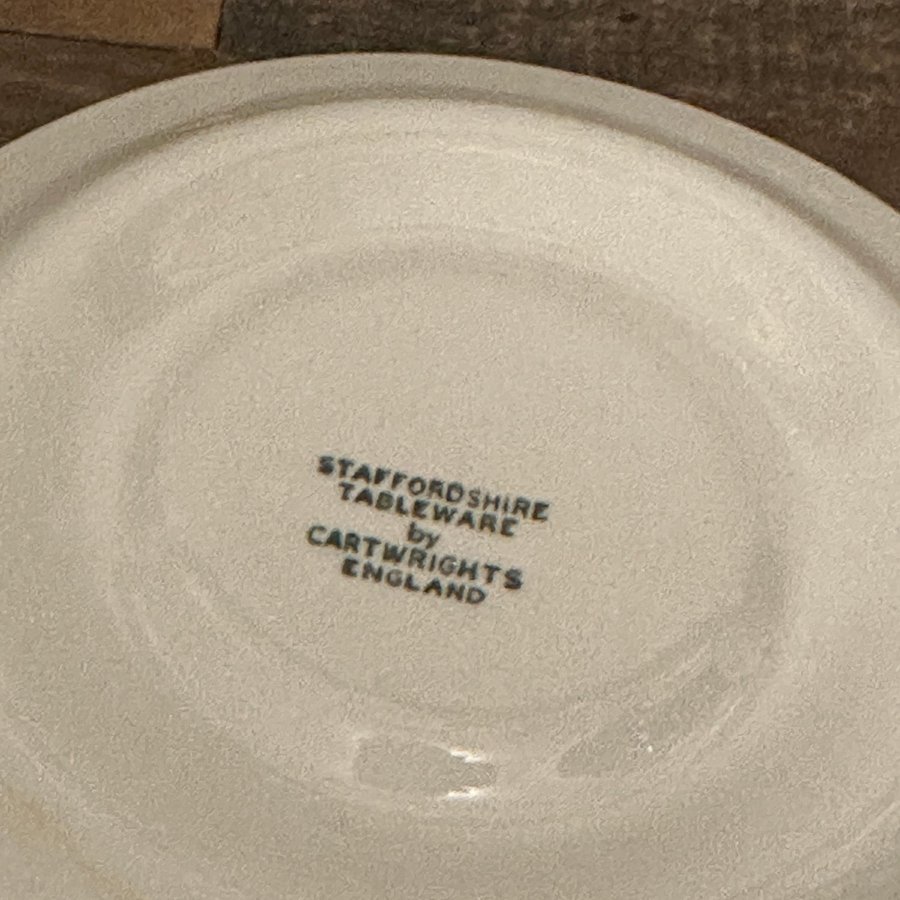 STAFFORDSHIRE
TABLEWARE
by
CARTWRIGHTS
ENGLAND